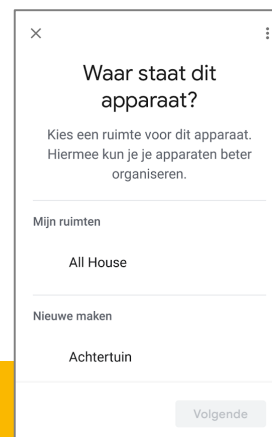 Waar staat dit
apparaat?
Kies een ruimte voor dit apparaat.
Hiermee kun je je apparaten beter
organiseren.
Mijn ruimten
All House
Nieuwe maken
Achtertuin
Volgende